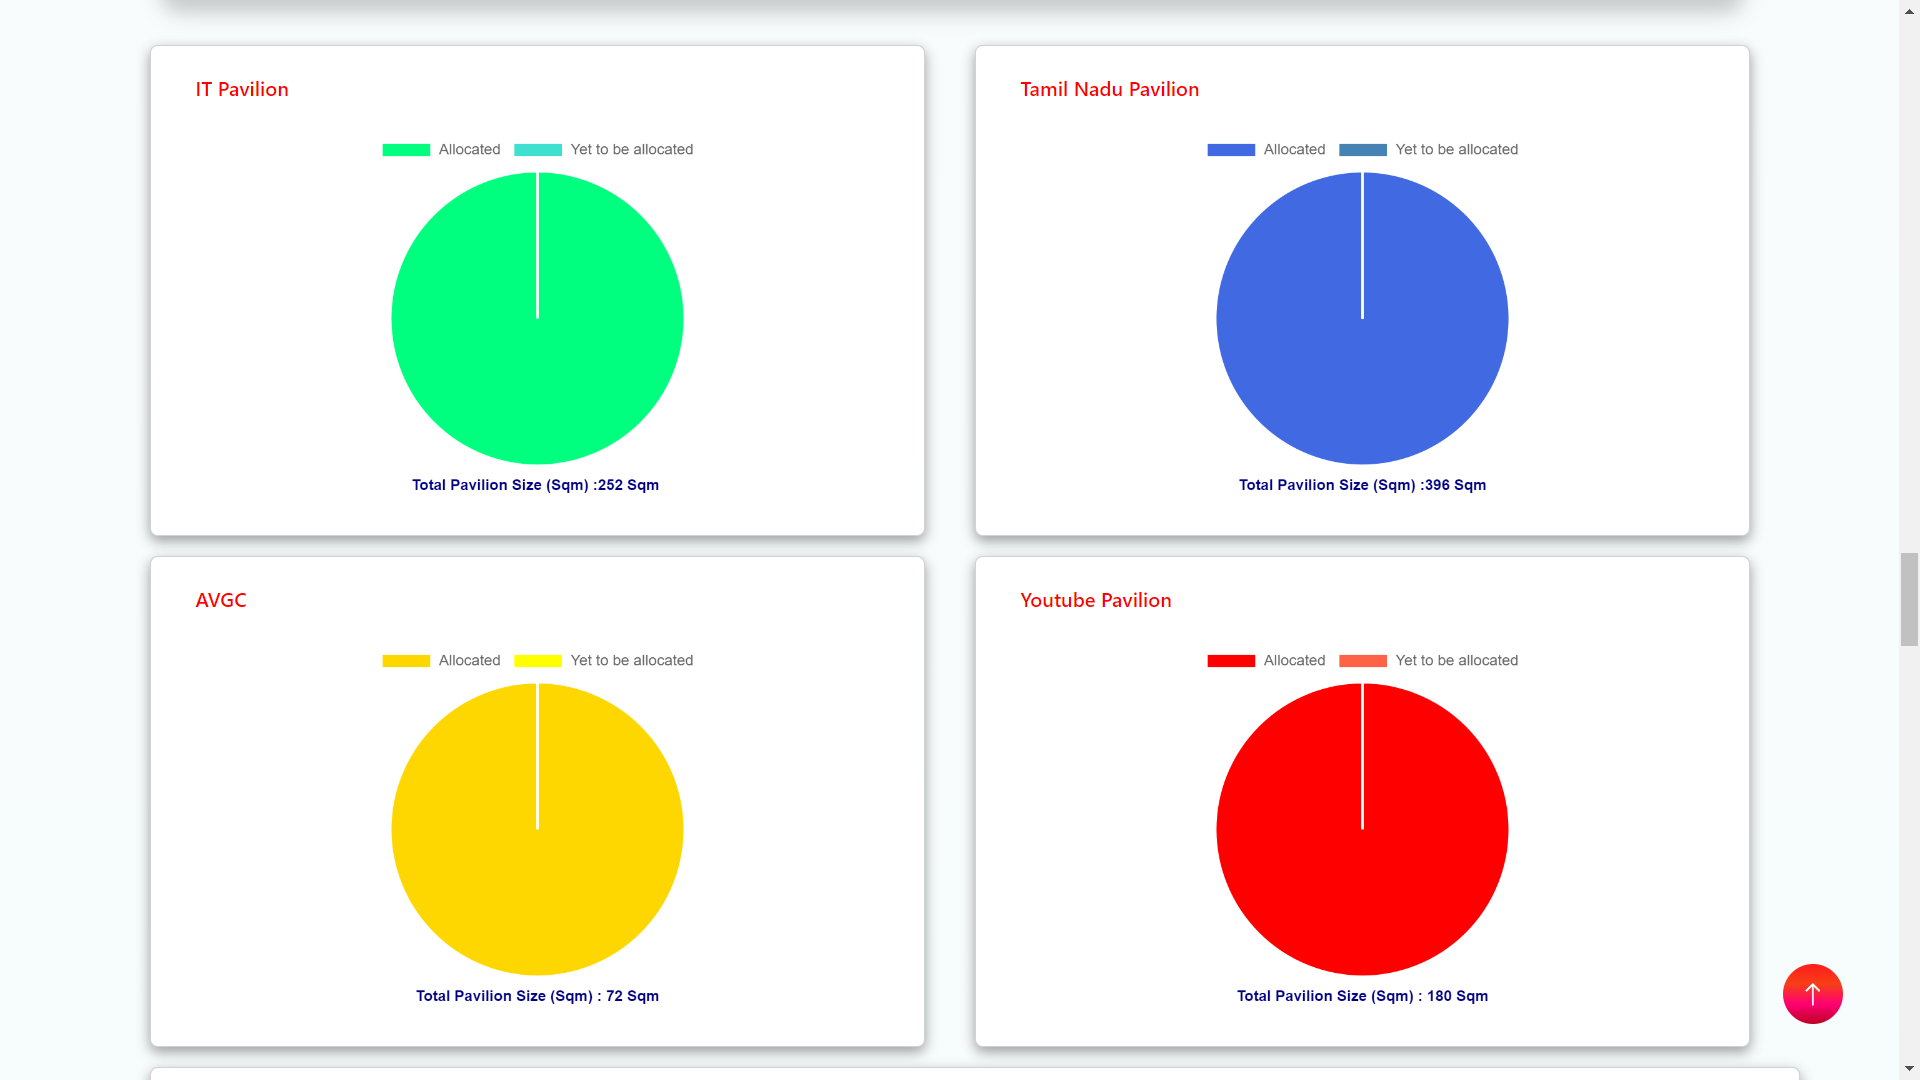 IT Pavilion
Allocated Yet to be allocated
Total Pavilion Size (Sqm) :252 Sqm
Tamil Nadu Pavilion
Allocated Yet to be allocated
Total Pavilion Size (Sqm) :396 Sqm
AVGC
Allocated Yet to be allocated
Total Pavilion Size (Sqm) : 72 Sqm
Youtube Pavilion
Allocated Yet to be allocated
Total Pavilion Size (Sqm) : 180 Sqm